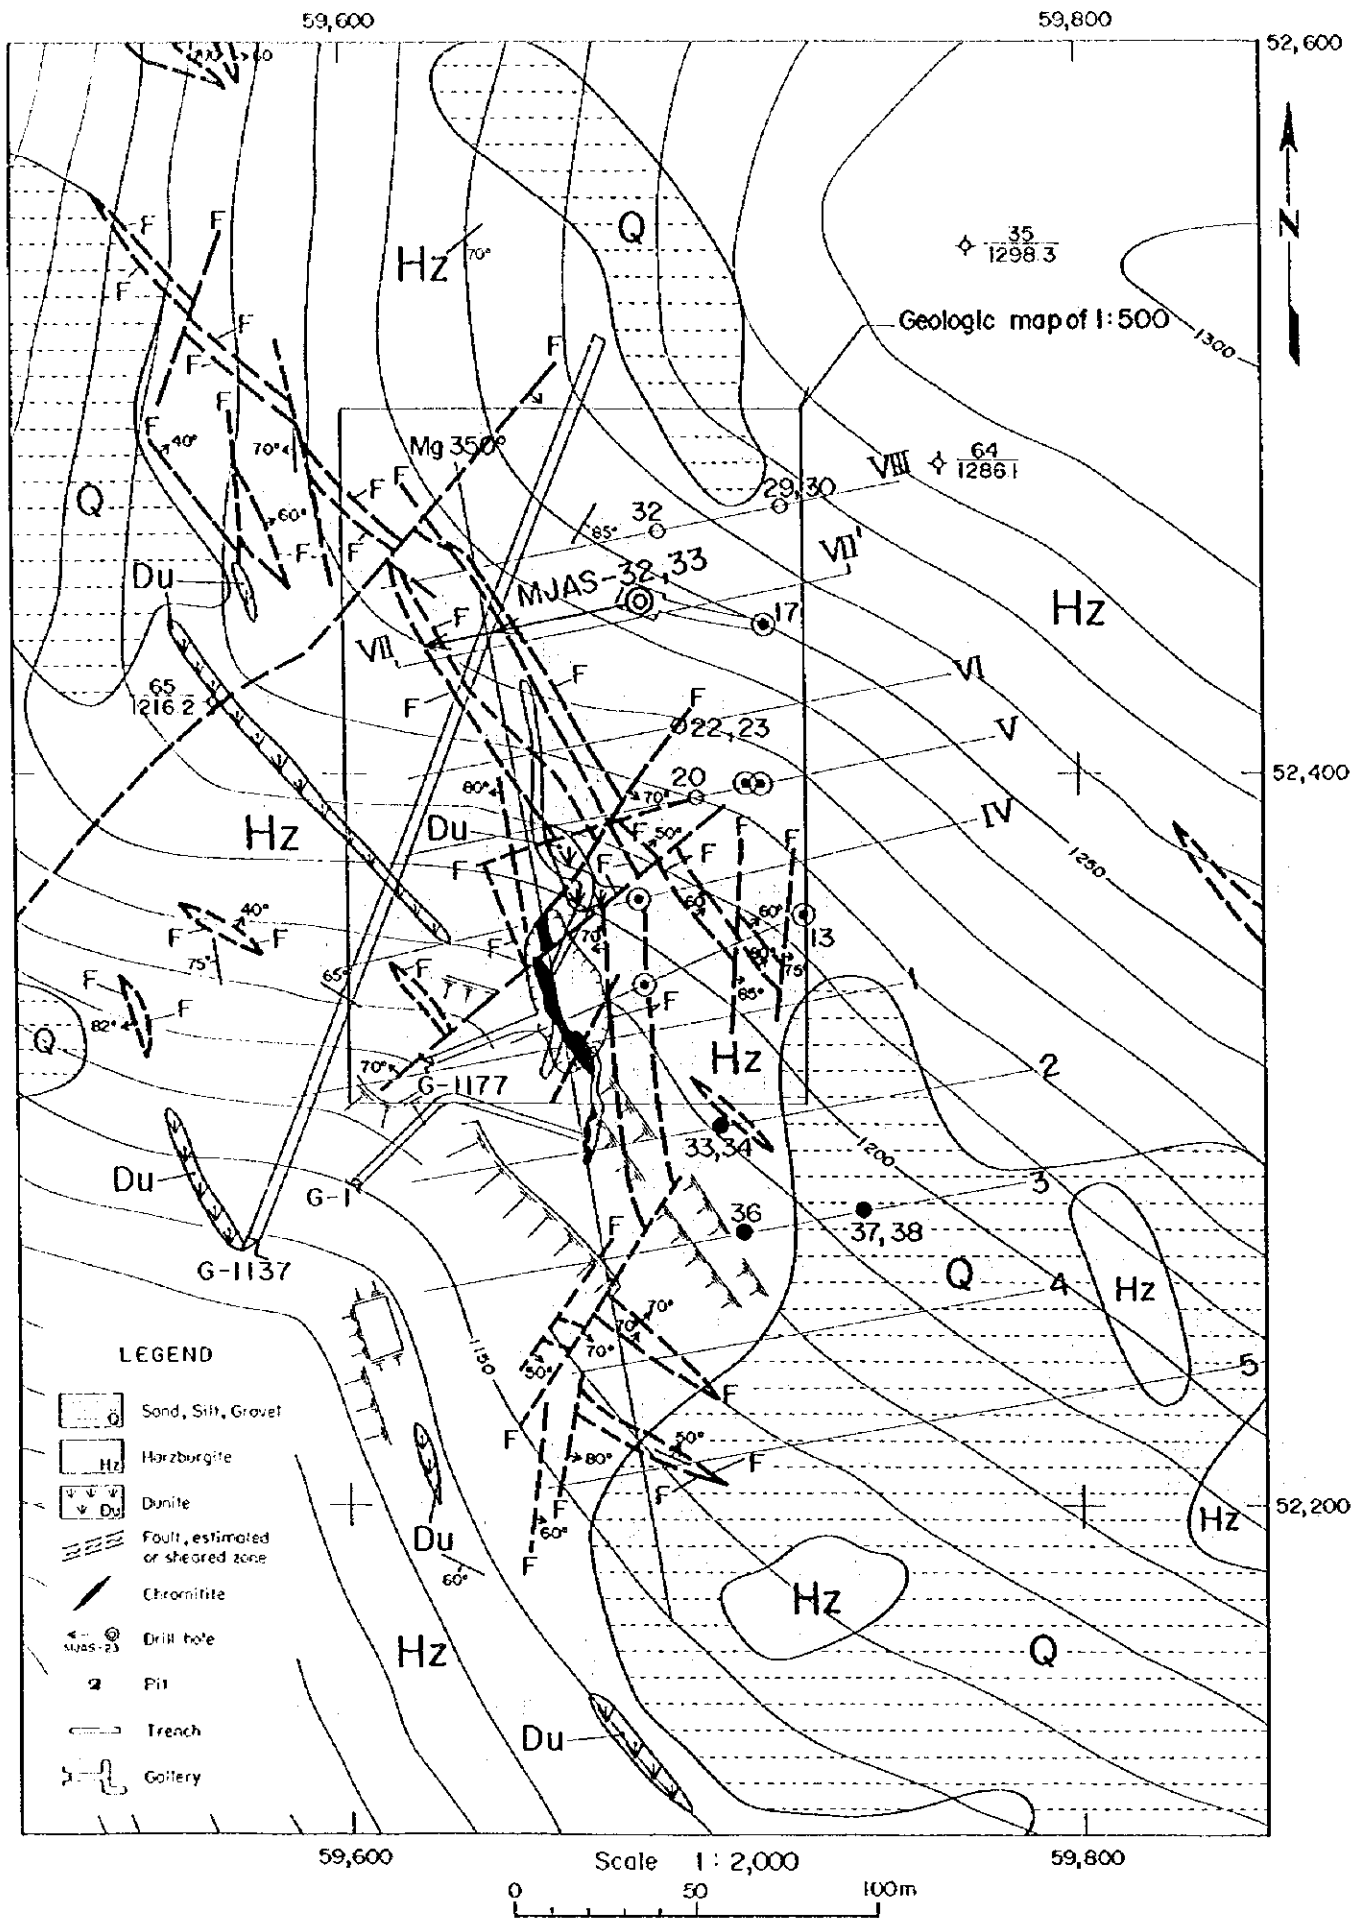 59,600
59,800
52,600
60
F
F
Q
N
35
1298.3
Hz
70°
F
F
Geologic map of 1:500
1300
F
F
F
F
40°
70°
Mg 350°
F
F
VIII
64
1286.1
29,30
Q
60°
32
85°
F
F
VII'
Du
MJAS-32,33
Hz
F
17
VII
F
VI
65
1216.2
F
F
22,23
V
80°
20
70°
52,400
Hz
Du
IV
F
50°
F
F
F
1250
F
40°
60°
60°
13
F
F
F
70°
75°
65°
80°
75°
F
F
65°
1
F
82°
F
Q
Hz
70°
G-1177
2
1200
33,34
Du
3
G-1
36
37,38
F
G-1137
Q
4
Hz
70°
70°
LEGEND
1150
70°
50°
5
Q
Sand, Silt, Gravel
F
F
50°
Hz
Harzburgite
80°
F
F
Du
Dunite
F
52,200
60°
Hz
Fault, estimated
or sheared zone
Du
F
60°
Chromitite
Hz
MJAS-23
Drill hole
Hz
Q
Pit
Trench
Du
Gallery
59,600
Scale 1:2,000
59,800
0
50
100m